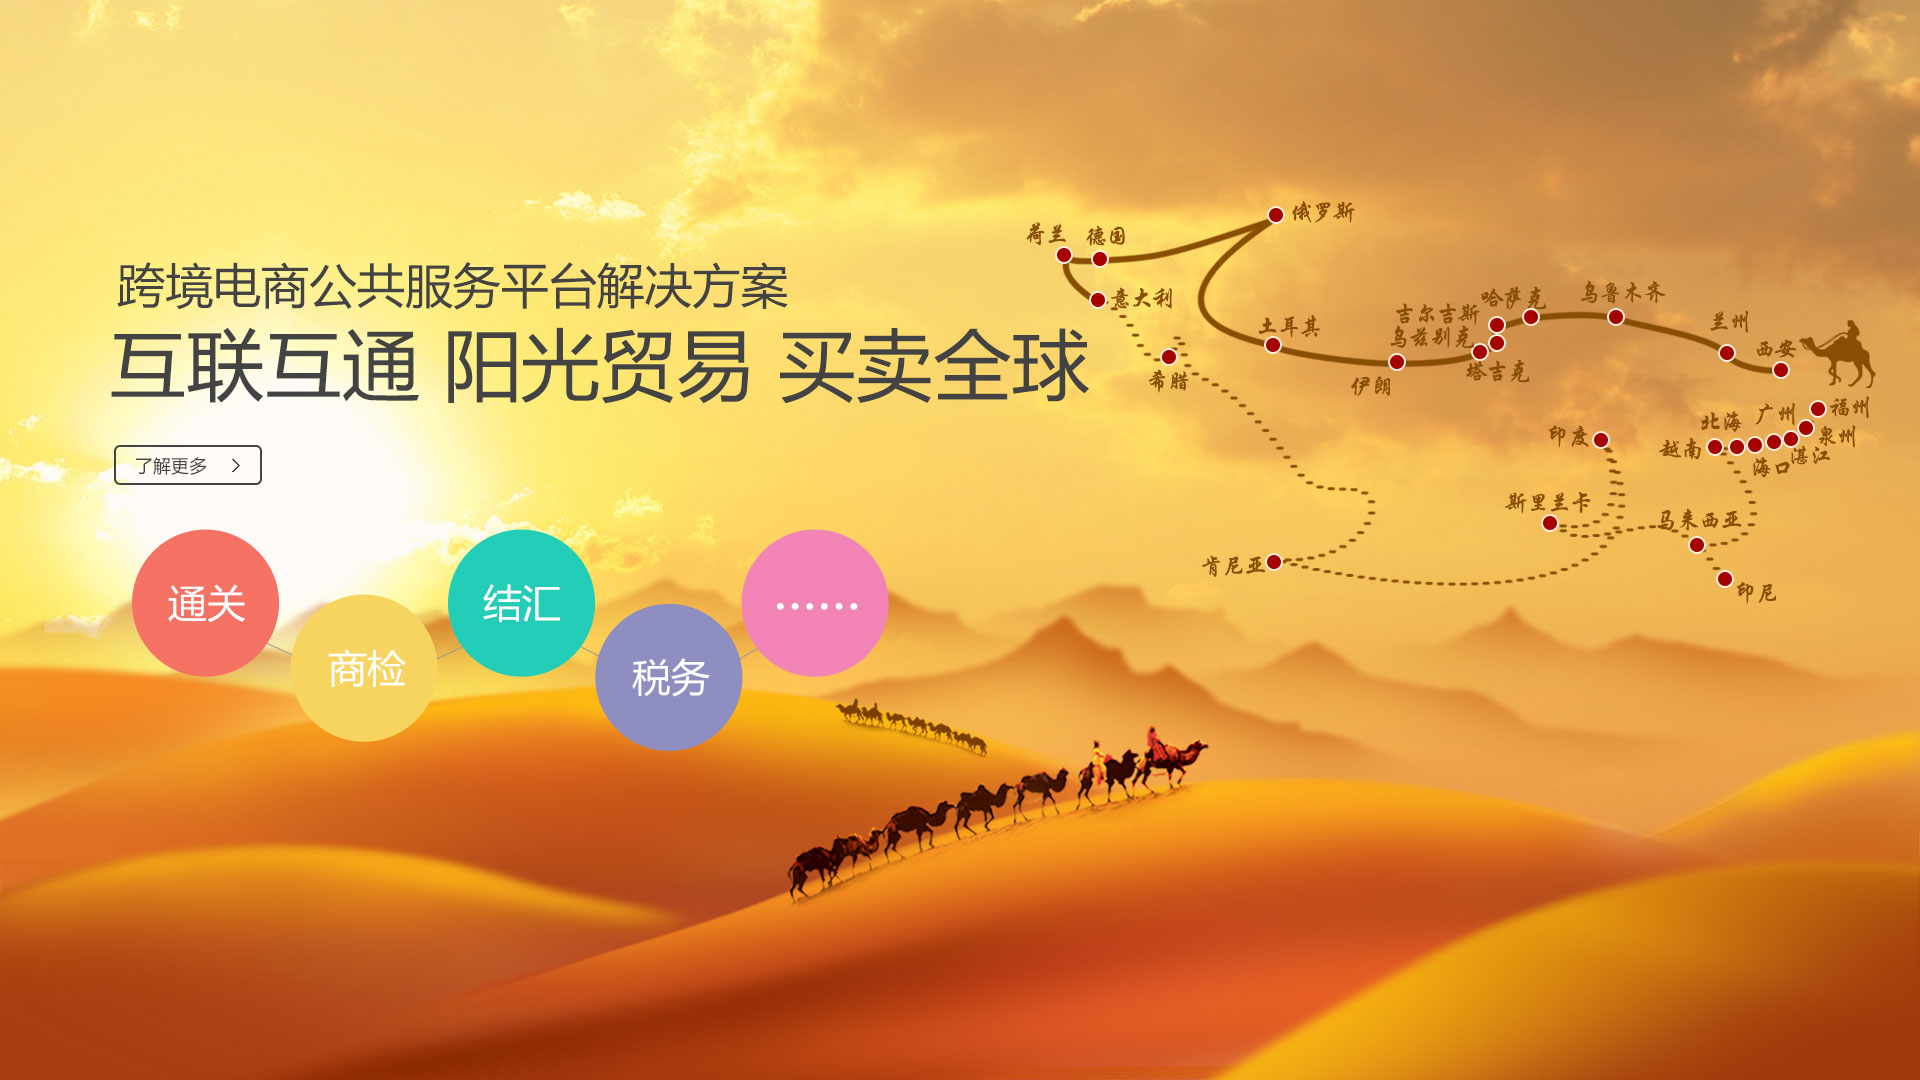 跨境电商公共服务平台解决方案
互联互通 阳光贸易 买卖全球
了解更多 >
通关
商检
结汇
税务
······
俄罗斯
荷兰
德国
意大利
土耳其
希腊
伊朗
吉尔吉斯
哈萨克
乌兹别克
塔吉克
乌鲁木齐
兰州
西安
福州
泉州
广州
湛江
海口
北海
越南
印度
斯里兰卡
马来西亚
印尼
肯尼亚